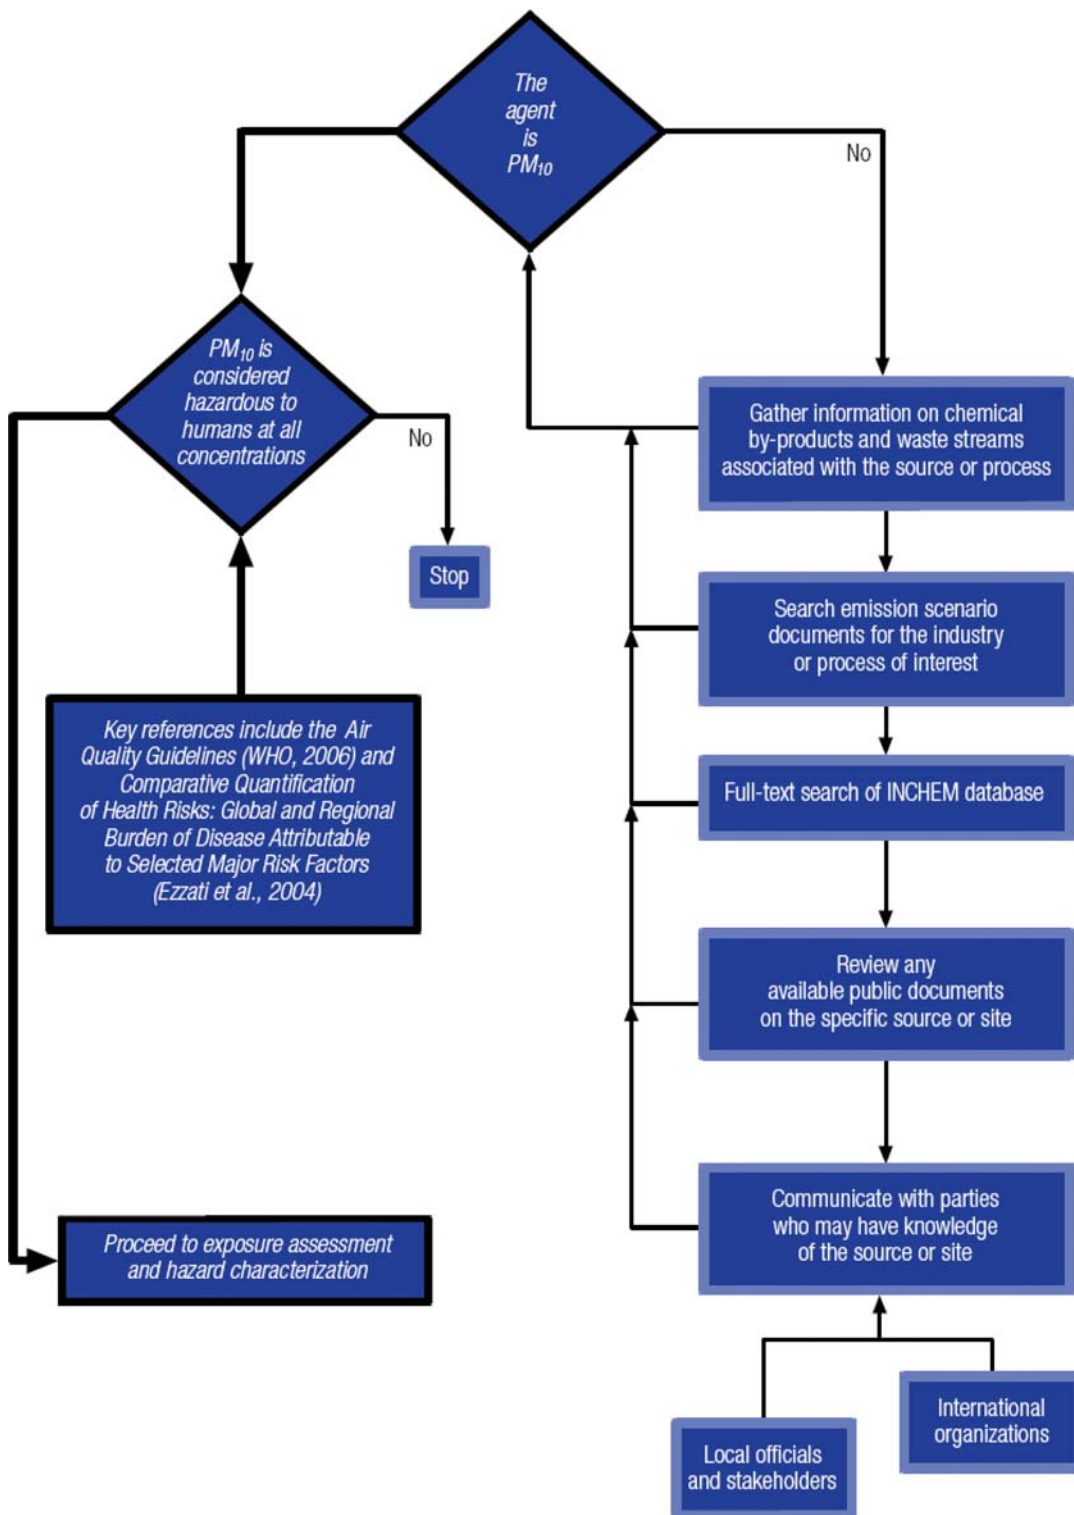 The
agent
is
PM10
No
PM10 is
considered
hazardous to
humans at all
concentrations
No
Stop
Gather information on chemical
by-products and waste streams
associated with the source or process
Search emission scenario
documents for the industry
or process of interest
Key references include the Air
Quality Guidelines (WHO, 2006) and
Comparative Quantification
of Health Risks: Global and Regional
Burden of Disease Attributable
to Selected Major Risk Factors
(Ezzati et al., 2004)
Full-text search of INCHEM database
Review any
available public documents
on the specific source or site
Communicate with parties
who may have knowledge
of the source or site
Proceed to exposure assessment
and hazard characterization
International
organizations
Local officials
and stakeholders